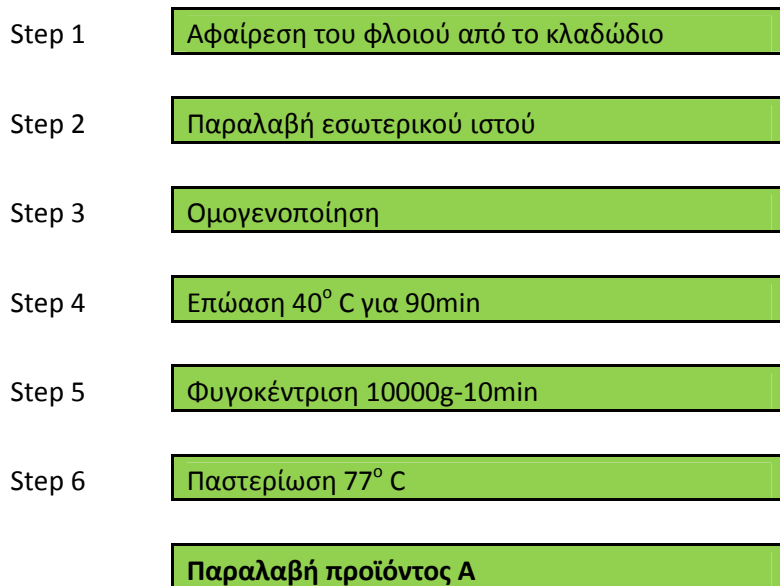 Step 1 Αφαίρεση του φλοιού από το κλαδώδιο
Step 2 Παραλαβή εσωτερικού ιστού
Step 3 Ομογενοποίηση
Step 4 Επώαση 40° C για 90min
Step 5 Φυγοκέντριση 10000g-10min
Step 6 Παστερίωση 77° C
Παραλαβή προϊόντος Α